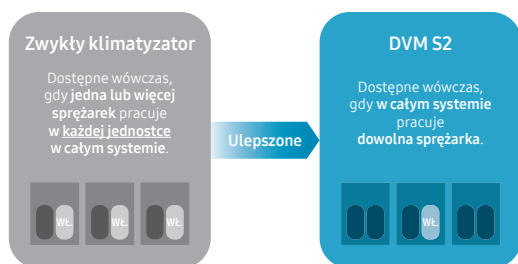 Zwykły klimatyzator
Dostępne wówczas,
gdy jedna lub więcej
sprężarek pracuje
w każdej jednostce
w całym systemie.
WŁ.
WŁ.
WŁ.
Ulepszone
DVM S2
Dostępne wówczas,
gdy w całym systemie
pracuje
dowolna sprężarka.
WŁ.